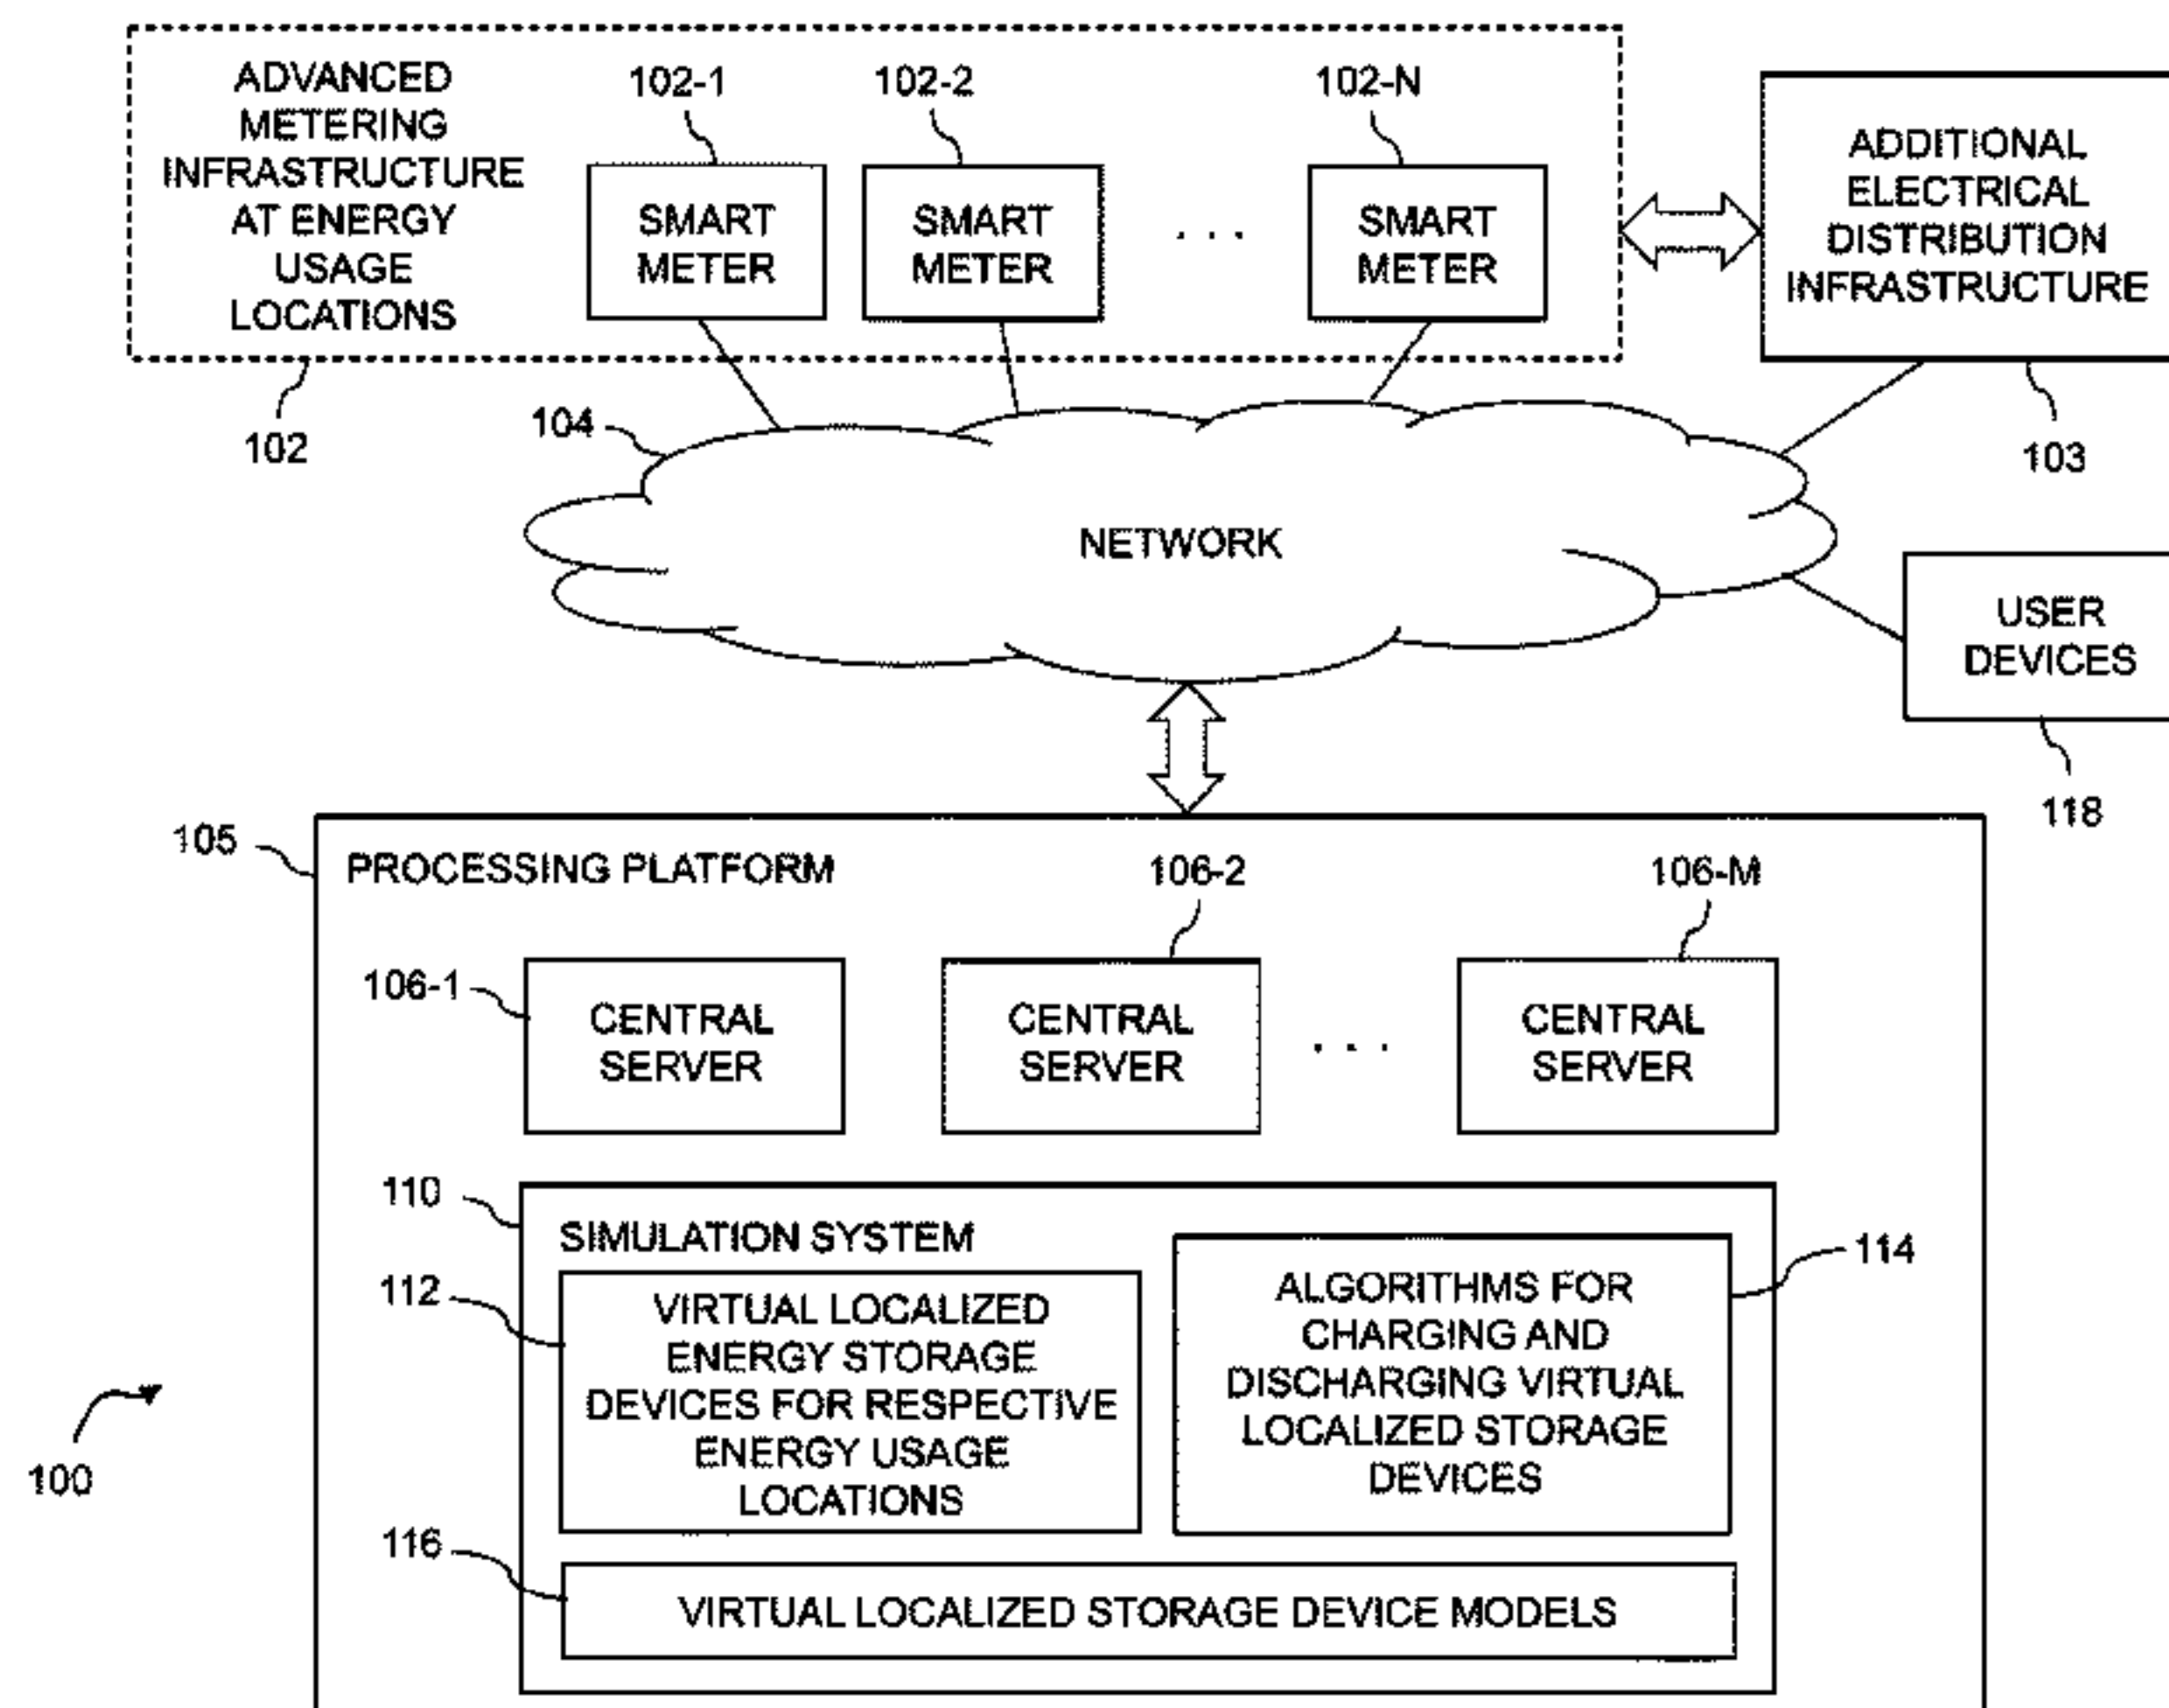 ADVANCED
METERING
INFRASTRUCTURE
AT ENERGY
USAGE
LOCATIONS
102-1
102-2
102-N
SMART
METER
SMART
METER
. . .
SMART
METER
ADDITIONAL
ELECTRICAL
DISTRIBUTION
INFRASTRUCTURE
102
104
103
NETWORK
USER
DEVICES
118
105
PROCESSING PLATFORM
106-2
106-M
106-1
CENTRAL
SERVER
CENTRAL
SERVER
. . .
CENTRAL
SERVER
110
SIMULATION SYSTEM
112
VIRTUAL LOCALIZED
ENERGY STORAGE
DEVICES FOR RESPECTIVE
ENERGY USAGE
LOCATIONS
ALGORITHMS FOR
CHARGING AND
DISCHARGING VIRTUAL
LOCALIZED STORAGE
DEVICES
114
100
116
VIRTUAL LOCALIZED STORAGE DEVICE MODELS